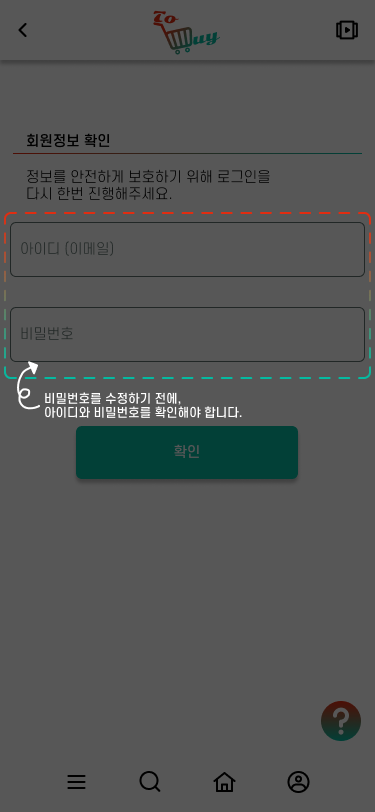 To
Buy
회원정보 확인
정보를 안전하게 보호하기 위해 로그인을
다시 한번 진행해주세요.
아이디 (이메일)
비밀번호
비밀번호를 수정하기 전에,
아이디와 비밀번호를 확인해야 합니다.
확인
?